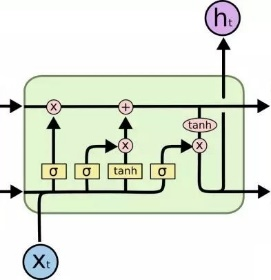 ht
x +
tanh
x x
σ σ tanh σ
Xt